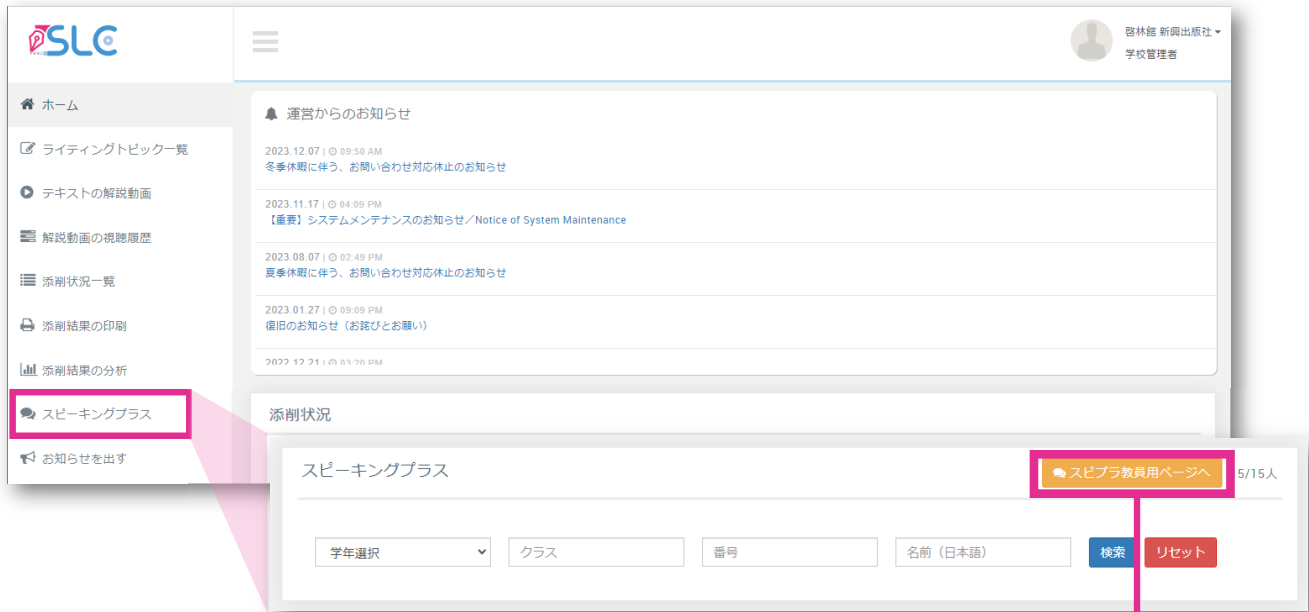 SLC
啓林館 新興出版社
学校管理者
ホーム
ライティングトピック一覧
テキストの解説動画
解説動画の視聴履歴
添削状況一覧
添削結果の印刷
添削結果の分析
スピーキングプラス
お知らせを出す
運営からのお知らせ
2023.12.07 | 09:50 AM
冬季休暇に伴う、お問い合わせ対応休止のお知らせ
2023.11.17 | 04:09 PM
【重要】システムメンテナンスのお知らせ／Notice of System Maintenance
2023.08.07 | 02:49 PM
夏季休暇に伴う、お問い合わせ対応休止のお知らせ
2023.01.27 | 09:09 PM
復旧のお知らせ（お詫びとお願い）
2022.12.21 | 03:20 PM
添削状況
スピーキングプラス
スピプラ教員用ページへ
5/15人
学年選択
クラス
番号
名前（日本語）
検索
リセット